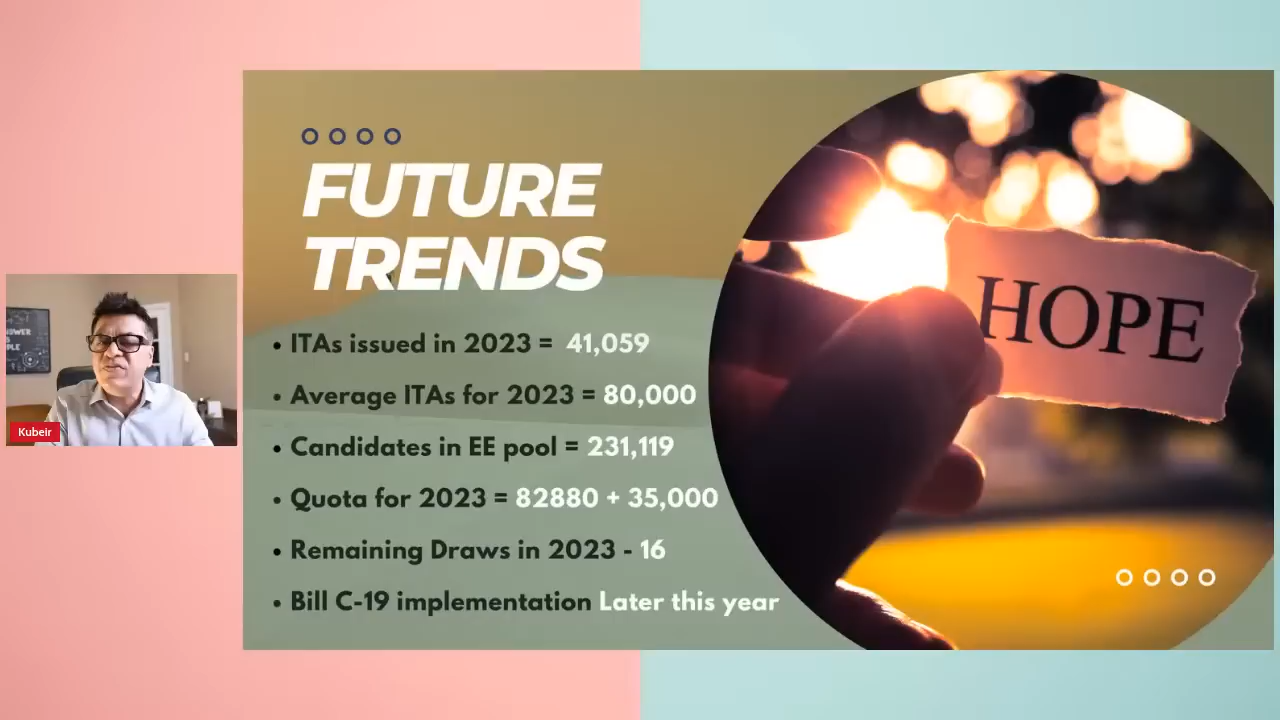 FUTURE
TRENDS
• ITAs issued in 2023 = 41,059
• Average ITAs for 2023 = 80,000
• Candidates in EE pool = 231,119
• Quota for 2023 = 82880 + 35,000
• Remaining Draws in 2023 - 16
• Bill C-19 implementation Later this year
HOPE
Kubeir